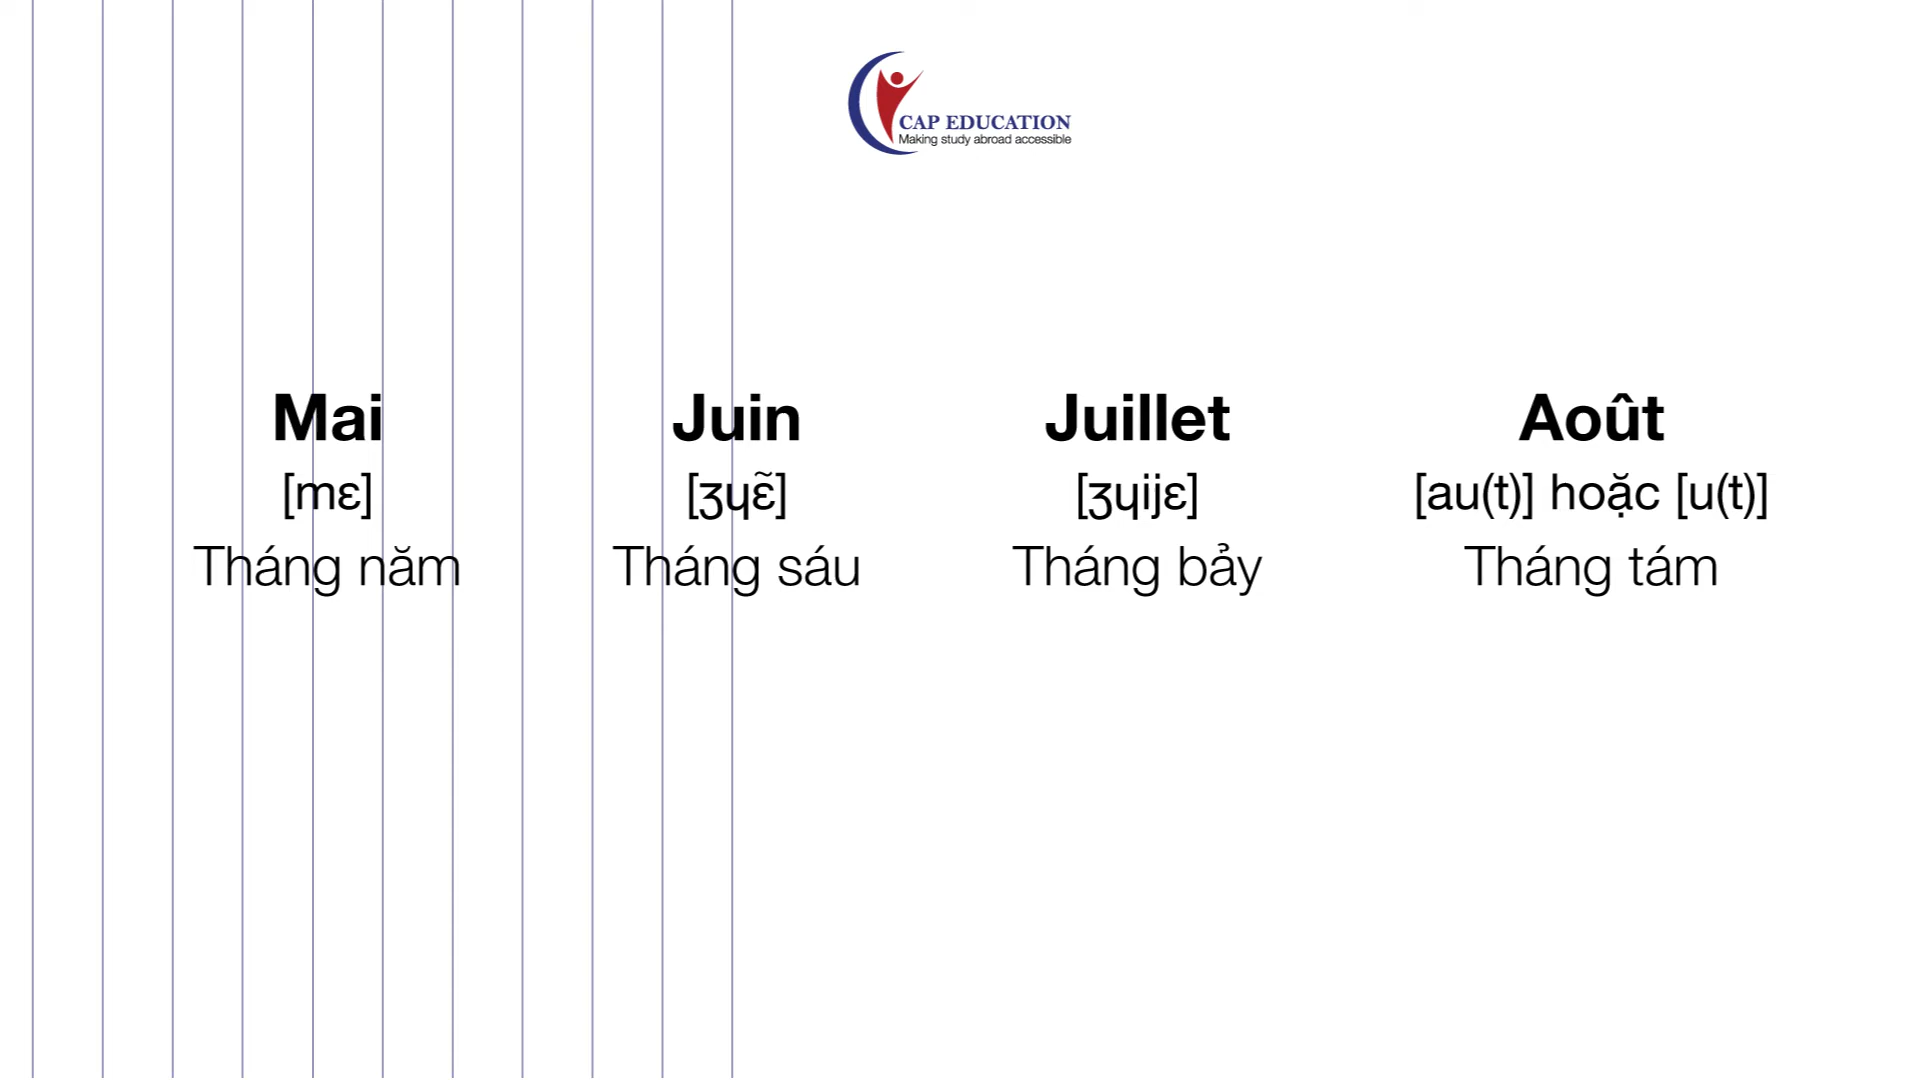 CAP EDUCATION
Making study abroad accessible
Mai
[mɛ]
Tháng năm
Juin
[ʒɥɛ̃]
Tháng sáu
Juillet
[ʒɥijɛ]
Tháng bảy
Août
[au(t)] hoặc [u(t)]
Tháng tám